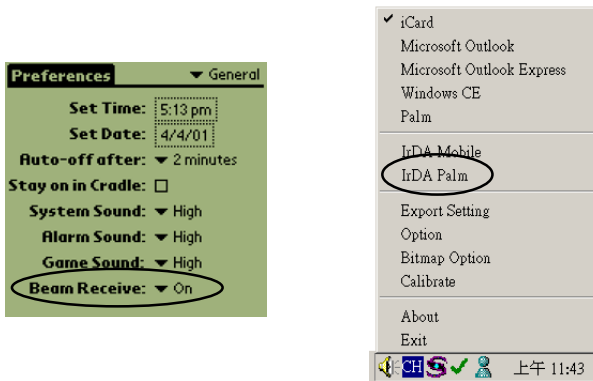 Preferences
General
Set Time: 5:13 pm
Set Date: 4/4/01
Auto-off after: 2 minutes
Stay on in Cradle:
System Sound: High
Alarm Sound: High
Game Sound: High
Beam Receive: On
iCard
Microsoft Outlook
Microsoft Outlook Express
Windows CE
Palm
IrDA Mobile
IrDA Palm
Export Setting
Option
Bitmap Option
Calibrate
About
Exit
CH
上午 11:43